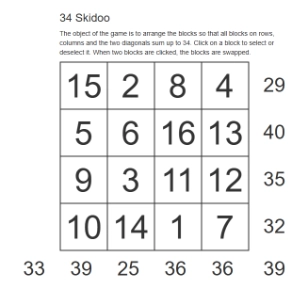 34 Skidoo
The object of the game is to arrange the blocks so that all blocks on rows,
columns and the two diagonals sum up to 34. Click on a block to select or
deselect it. When two blocks are clicked, the blocks are swapped.
15 2 8 4 29
5 6 16 13 40
9 3 11 12 35
10 14 1 7 32
33 39 25 36 36 39